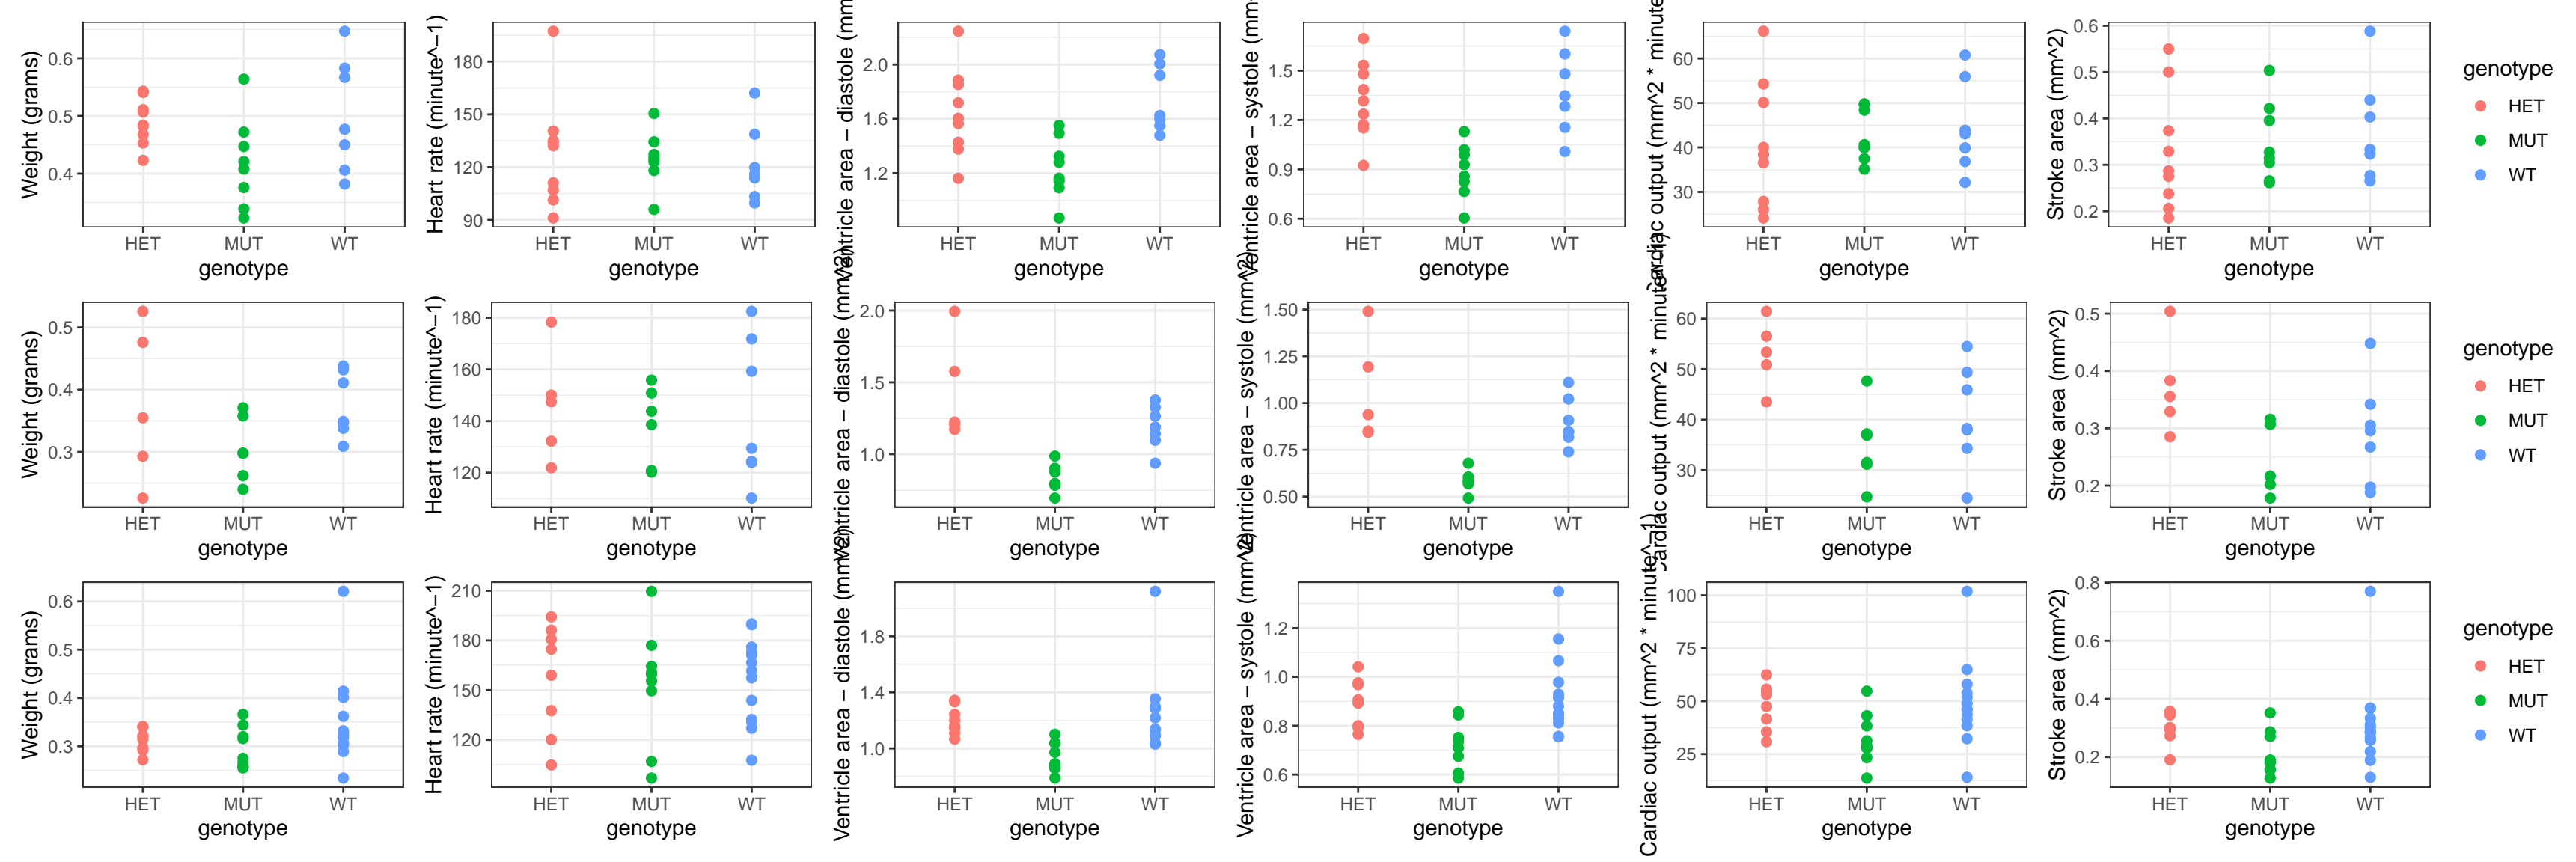 Weight (grams)
0.6
0.5
0.4
HET MUT WT
genotype
Heart rate (minute^−1)
180
150
120
90
HET MUT WT
genotype
Ventricle area − diastole (mm
2.0
1.6
1.2
HET MUT WT
genotype
Ventricle area − systole (mm
1.5
1.2
0.9
0.6
HET MUT WT
genotype
Cardiac output (mm^2 * minute
60
50
40
30
HET MUT WT
genotype
Stroke area (mm^2)
0.6
0.5
0.4
0.3
0.2
HET MUT WT
genotype
genotype
HET
MUT
WT
Weight (grams)
0.5
0.4
0.3
HET MUT WT
genotype
Heart rate (minute^−1)
180
160
140
120
HET MUT WT
genotype
Ventricle area − diastole (mm^2)
2.0
1.5
1.0
HET MUT WT
genotype
Ventricle area − systole (mm^2)
1.50
1.25
1.00
0.75
0.50
HET MUT WT
genotype
Cardiac output (mm^2 * minute^−1)
60
50
40
30
HET MUT WT
genotype
Stroke area (mm^2)
0.5
0.4
0.3
0.2
HET MUT WT
genotype
genotype
HET
MUT
WT
Weight (grams)
0.6
0.5
0.4
0.3
HET MUT WT
genotype
Heart rate (minute^−1)
210
180
150
120
HET MUT WT
genotype
Ventricle area − diastole (mm^2)
1.8
1.4
1.0
HET MUT WT
genotype
Ventricle area − systole (mm^2)
1.2
1.0
0.8
0.6
HET MUT WT
genotype
Cardiac output (mm^2 * minute^−1)
100
75
50
25
HET MUT WT
genotype
Stroke area (mm^2)
0.8
0.6
0.4
0.2
HET MUT WT
genotype
genotype
HET
MUT
WT